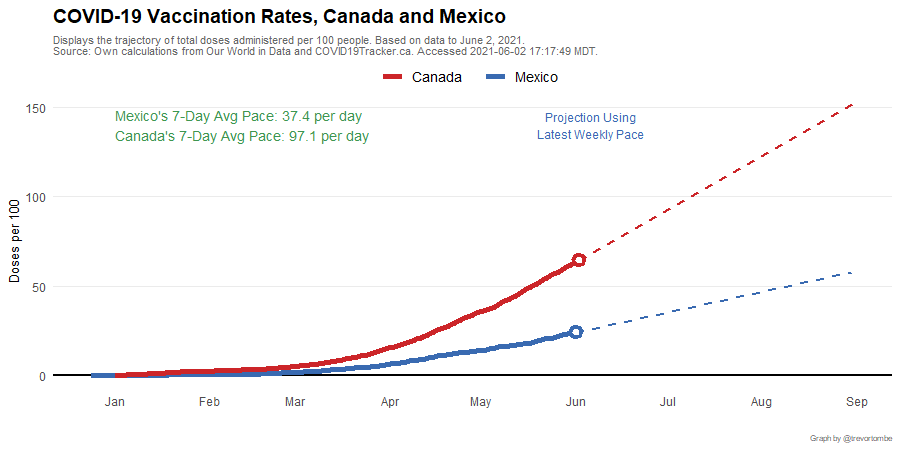 COVID-19 Vaccination Rates, Canada and Mexico
Displays the trajectory of total doses administered per 100 people. Based on data to June 2, 2021.
Source: Own calculations from Our World in Data and COVID19Tracker.ca. Accessed 2021-06-02 17:17:49 MDT.
Canada Mexico
Mexico's 7-Day Avg Pace: 37.4 per day
Canada's 7-Day Avg Pace: 97.1 per day
Projection Using
Latest Weekly Pace
Doses per 100
150
100
50
0
Jan Feb Mar Apr May Jun Jul Aug Sep
Graph by @trevortombe